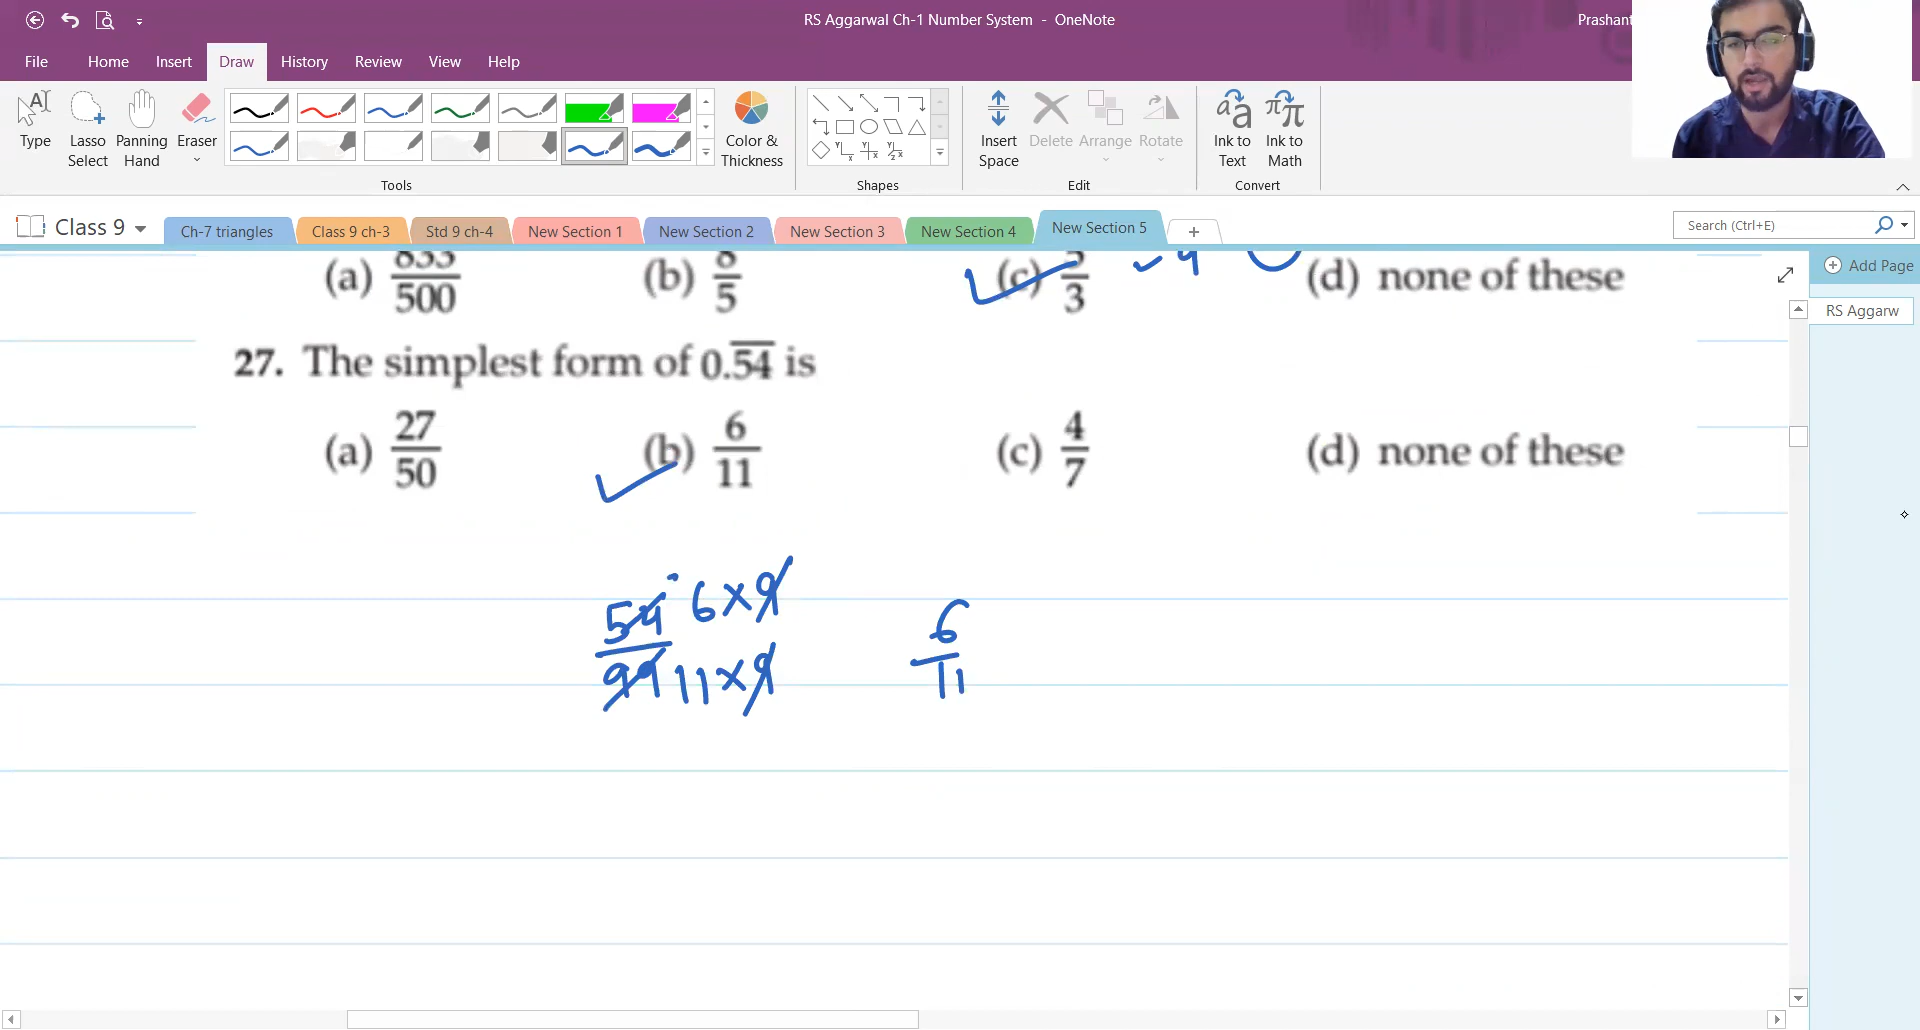 RS Aggarwal Ch-1 Number System - OneNote
Prashant
File Home Insert Draw History Review View Help
Type
Lasso Select
Panning Hand
Eraser
Color & Thickness
Insert Space
Delete
Arrange
Rotate
Ink to Text
Ink to Math
Tools
Shapes
Edit
Convert
Class 9
Ch-7 triangles
Class 9 ch-3
Std 9 ch-4
New Section 1
New Section 2
New Section 3
New Section 4
New Section 5
+
Search (Ctrl+E)
Add Page
RS Aggarw
(a) 833/500 (b) 8/5 (c) 5/3 (d) none of these
27. The simplest form of 0.5̅4̅ is
(a) 27/50 (b) 6/11 (c) 4/7 (d) none of these
54 6×9 6
99 11×9 11